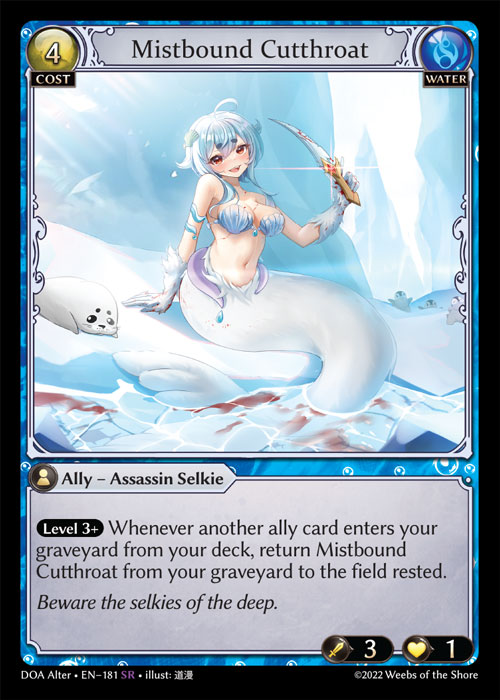 4
COST
Mistbound Cutthroat
WATER
Ally – Assassin Selkie
Level 3+ Whenever another ally card enters your
graveyard from your deck, return Mistbound
Cutthroat from your graveyard to the field rested.
Beware the selkies of the deep.
3
1
DOA Alter • EN-181 SR • illust: 道漫
©2022 Weebs of the Shore